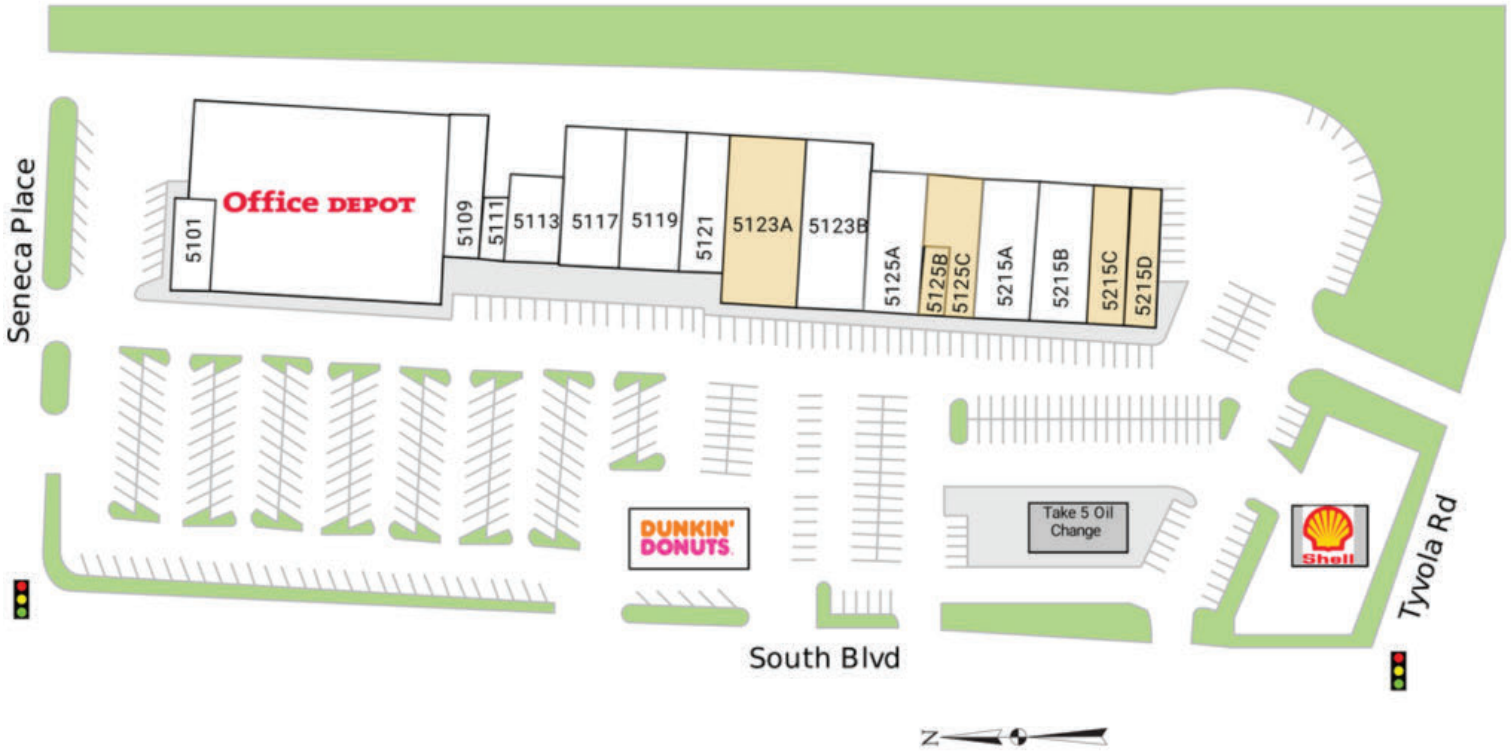 Seneca Place
Office DEPOT
5101
5109
5111
5113
5117
5119
5121
5123A
5123B
5125A
5125B
5125C
5215A
5215B
5215C
5215D
DUNKIN'
DONUTS
Take 5 Oil
Change
Shell
Tyvola Rd
South Blvd
N